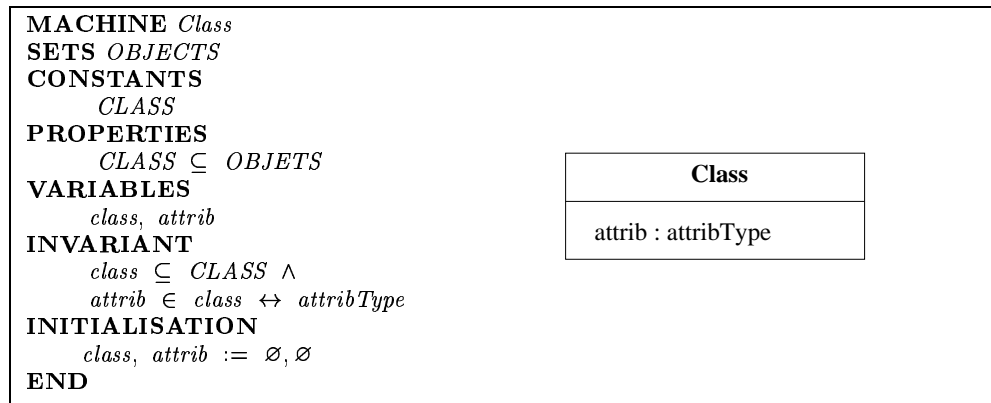 MACHINE Class
SETS OBJECTS
CONSTANTS
CLASS
PROPERTIES
CLASS ⊆ OBJETS
VARIABLES
class, attrib
INVARIANT
class ⊆ CLASS ∧
attrib ∈ class ↔ attribType
INITIALISATION
class, attrib := ∅, ∅
END
Class
attrib : attribType